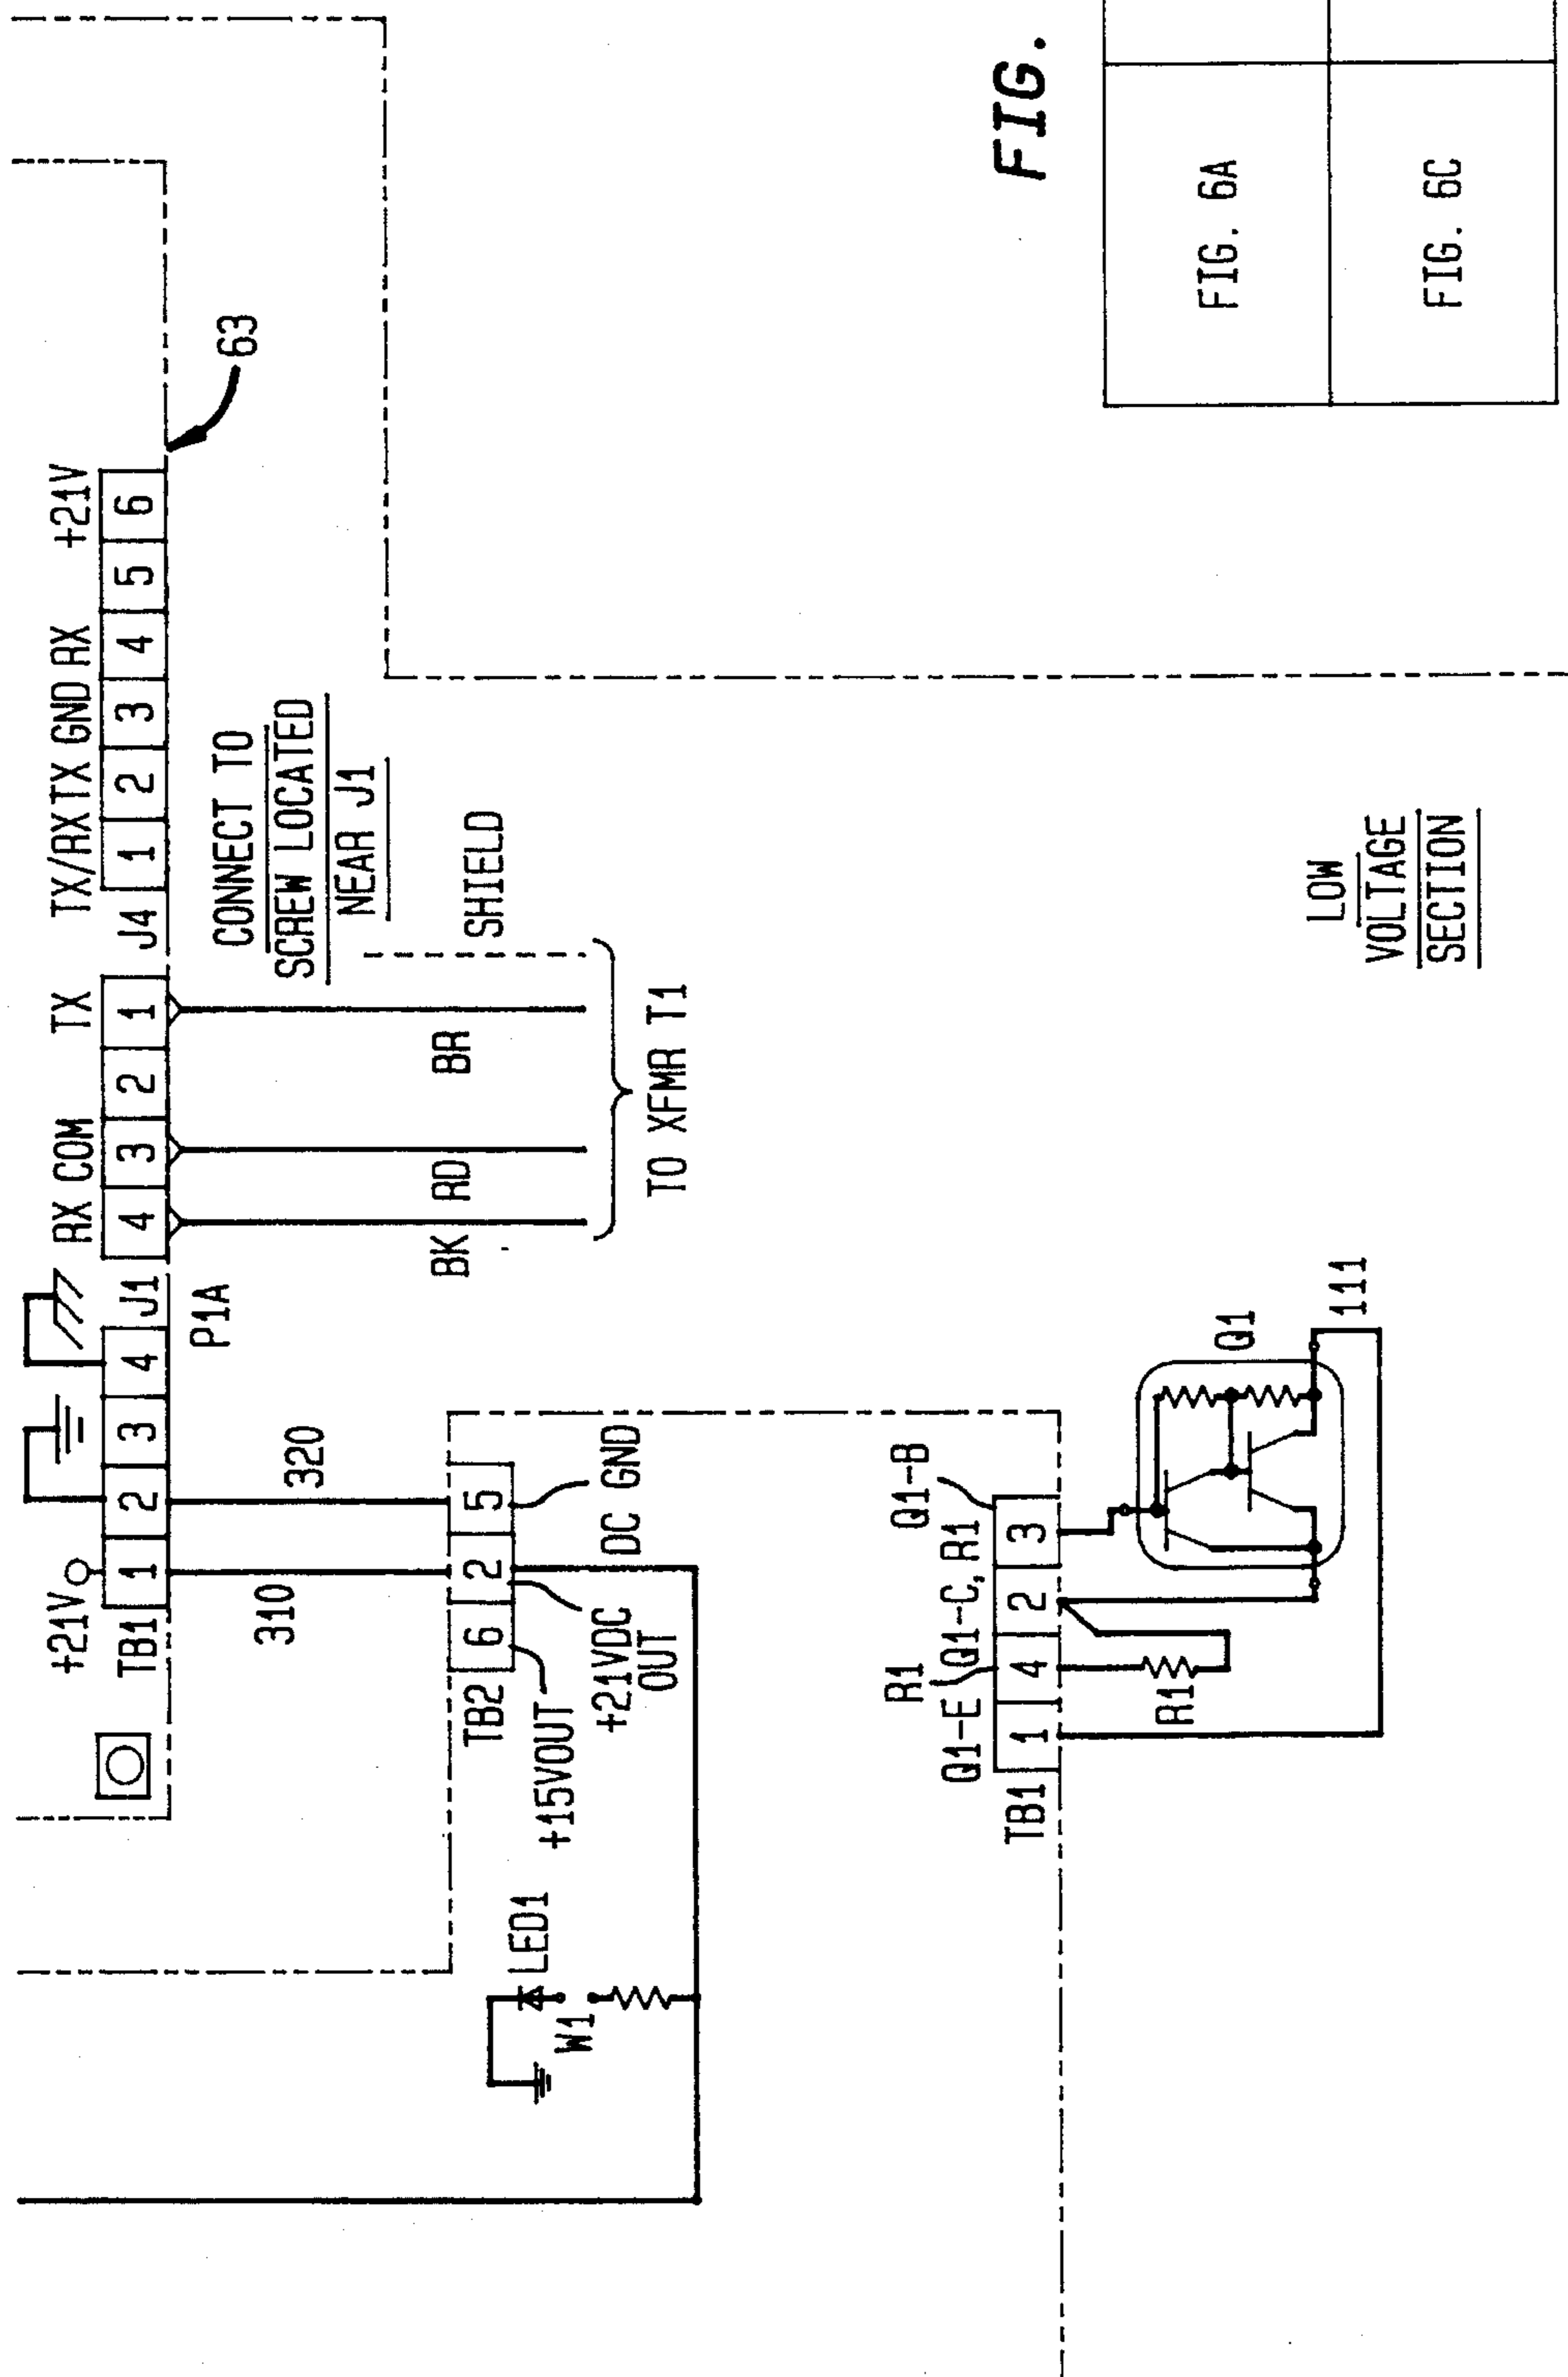 +21V
TB1
1
2
3
4
J1
RX COM
TX
4
3
2
1
J4
TX/RX TX GND RX
+21V
1
2
3
4
5
6
63
P1A
310
320
CONNECT TO
SCREW LOCATED
NEAR J1
BK
RD
BR
SHIELD
TO XFMR T1
LED1
W1
TB2
6
2
5
+15VOUT
+21VDC
OUT
DC GND
R1
Q1-E
Q1-C, R1
Q1-B
TB1
1
4
2
3
R1
Q1
111
LOW
VOLTAGE
SECTION
FIG.
FIG. 6A
FIG. 6C